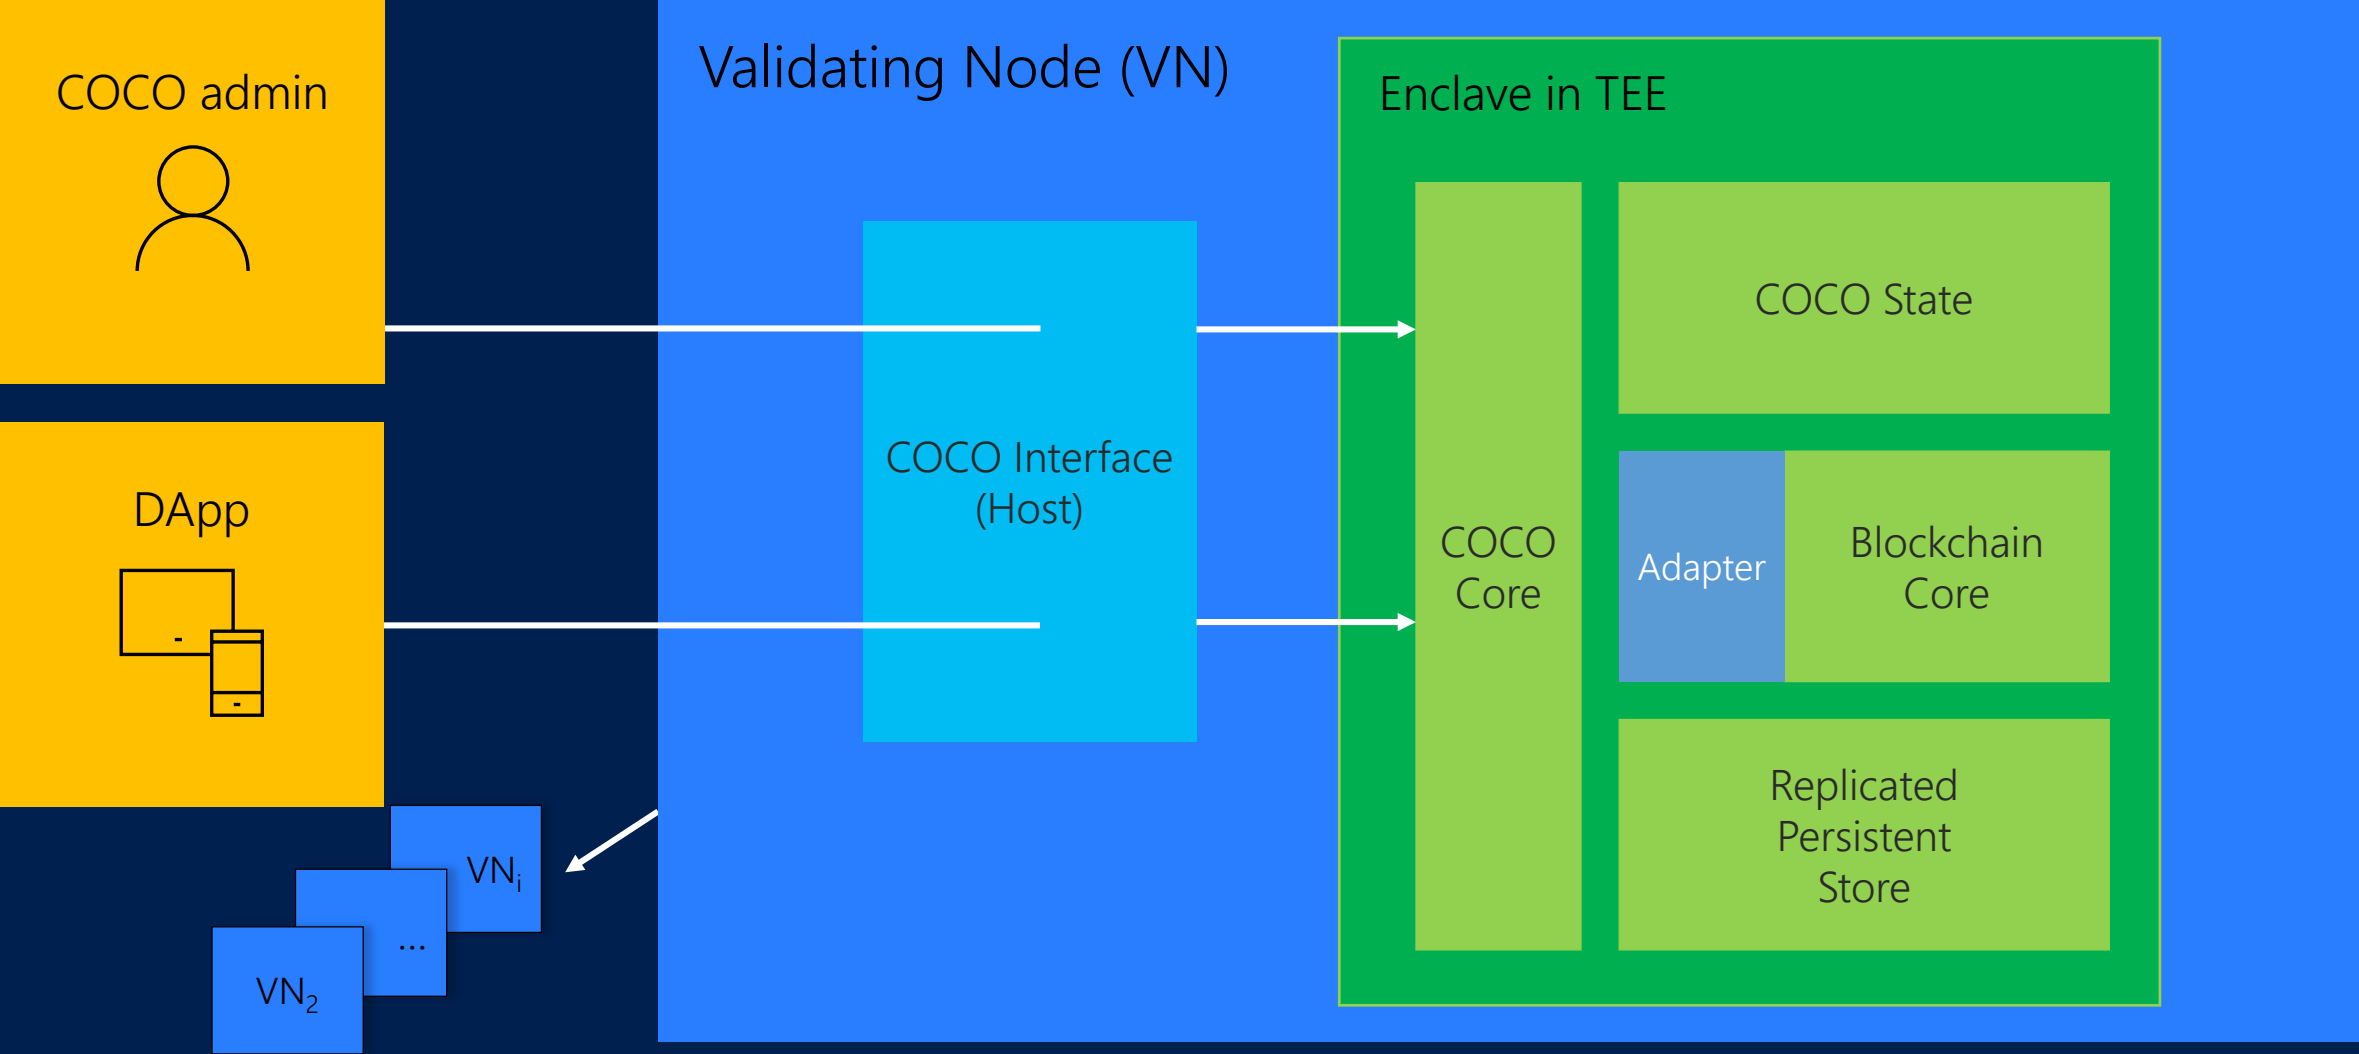 COCO admin
DApp
VNi
...
VN2
Validating Node (VN)
COCO Interface
(Host)
Enclave in TEE
COCO
Core
COCO State
Adapter
Blockchain
Core
Replicated
Persistent
Store